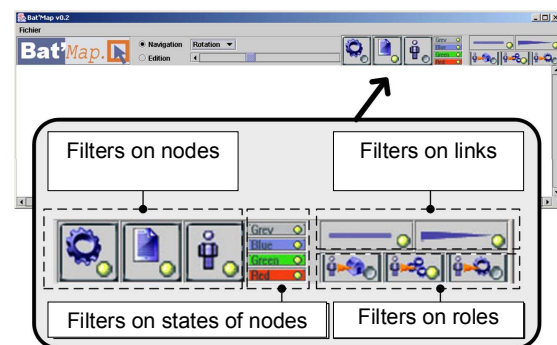 Bat'Map v0.2
Fichier
Bat'Map.
Navigation
Edition
Rotation
Grey
Blue
Green
Red
Filters on nodes
Filters on links
Grey
Blue
Green
Red
Filters on states of nodes
Filters on roles